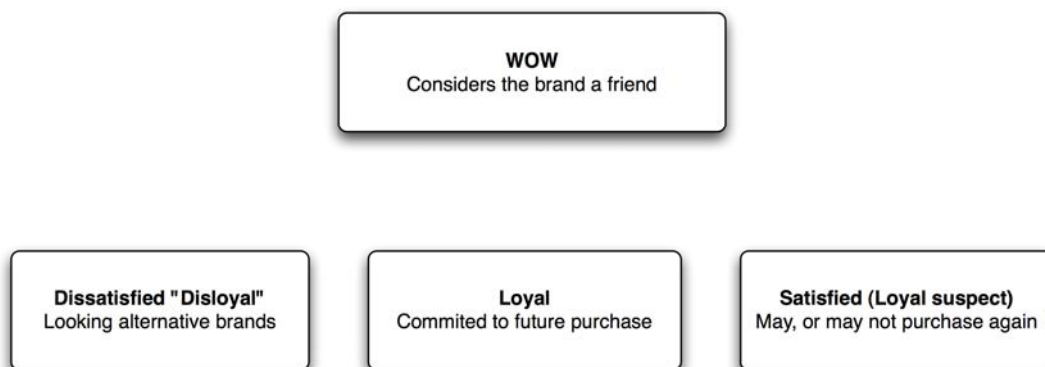 WOW
Considers the brand a friend
Dissatisfied "Disloyal"
Looking alternative brands
Loyal
Commited to future purchase
Satisfied (Loyal suspect)
May, or may not purchase again